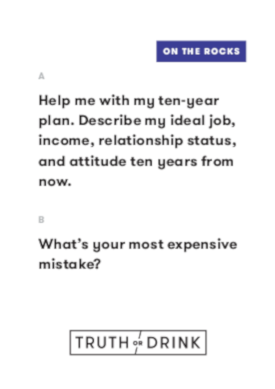 ON THE ROCKS
A
Help me with my ten-year
plan. Describe my ideal job,
income, relationship status,
and attitude ten years from
now.
B
What's your most expensive
mistake?
TRUTH OR DRINK